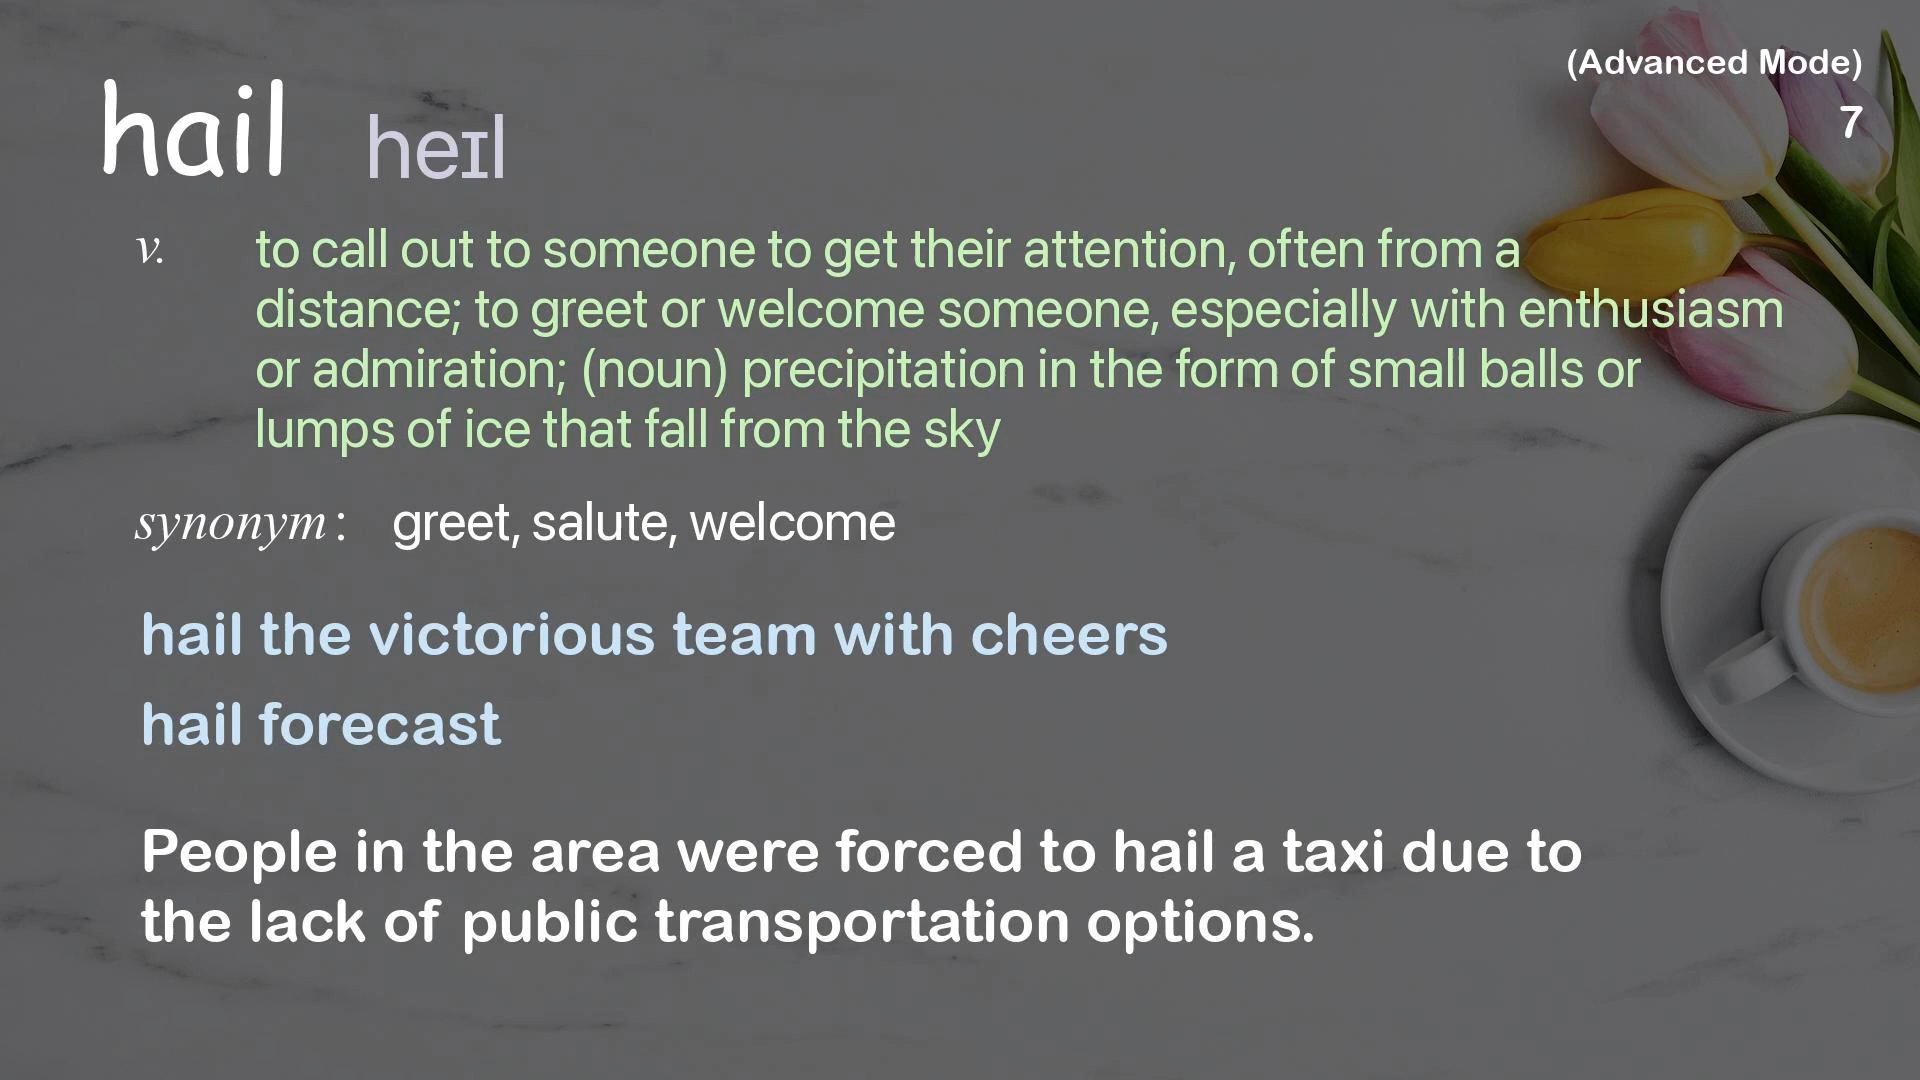 (Advanced Mode)
7
hail heɪl
v. to call out to someone to get their attention, often from a
distance; to greet or welcome someone, especially with enthusiasm
or admiration; (noun) precipitation in the form of small balls or
lumps of ice that fall from the sky
synonym: greet, salute, welcome
hail the victorious team with cheers
hail forecast
People in the area were forced to hail a taxi due to
the lack of public transportation options.